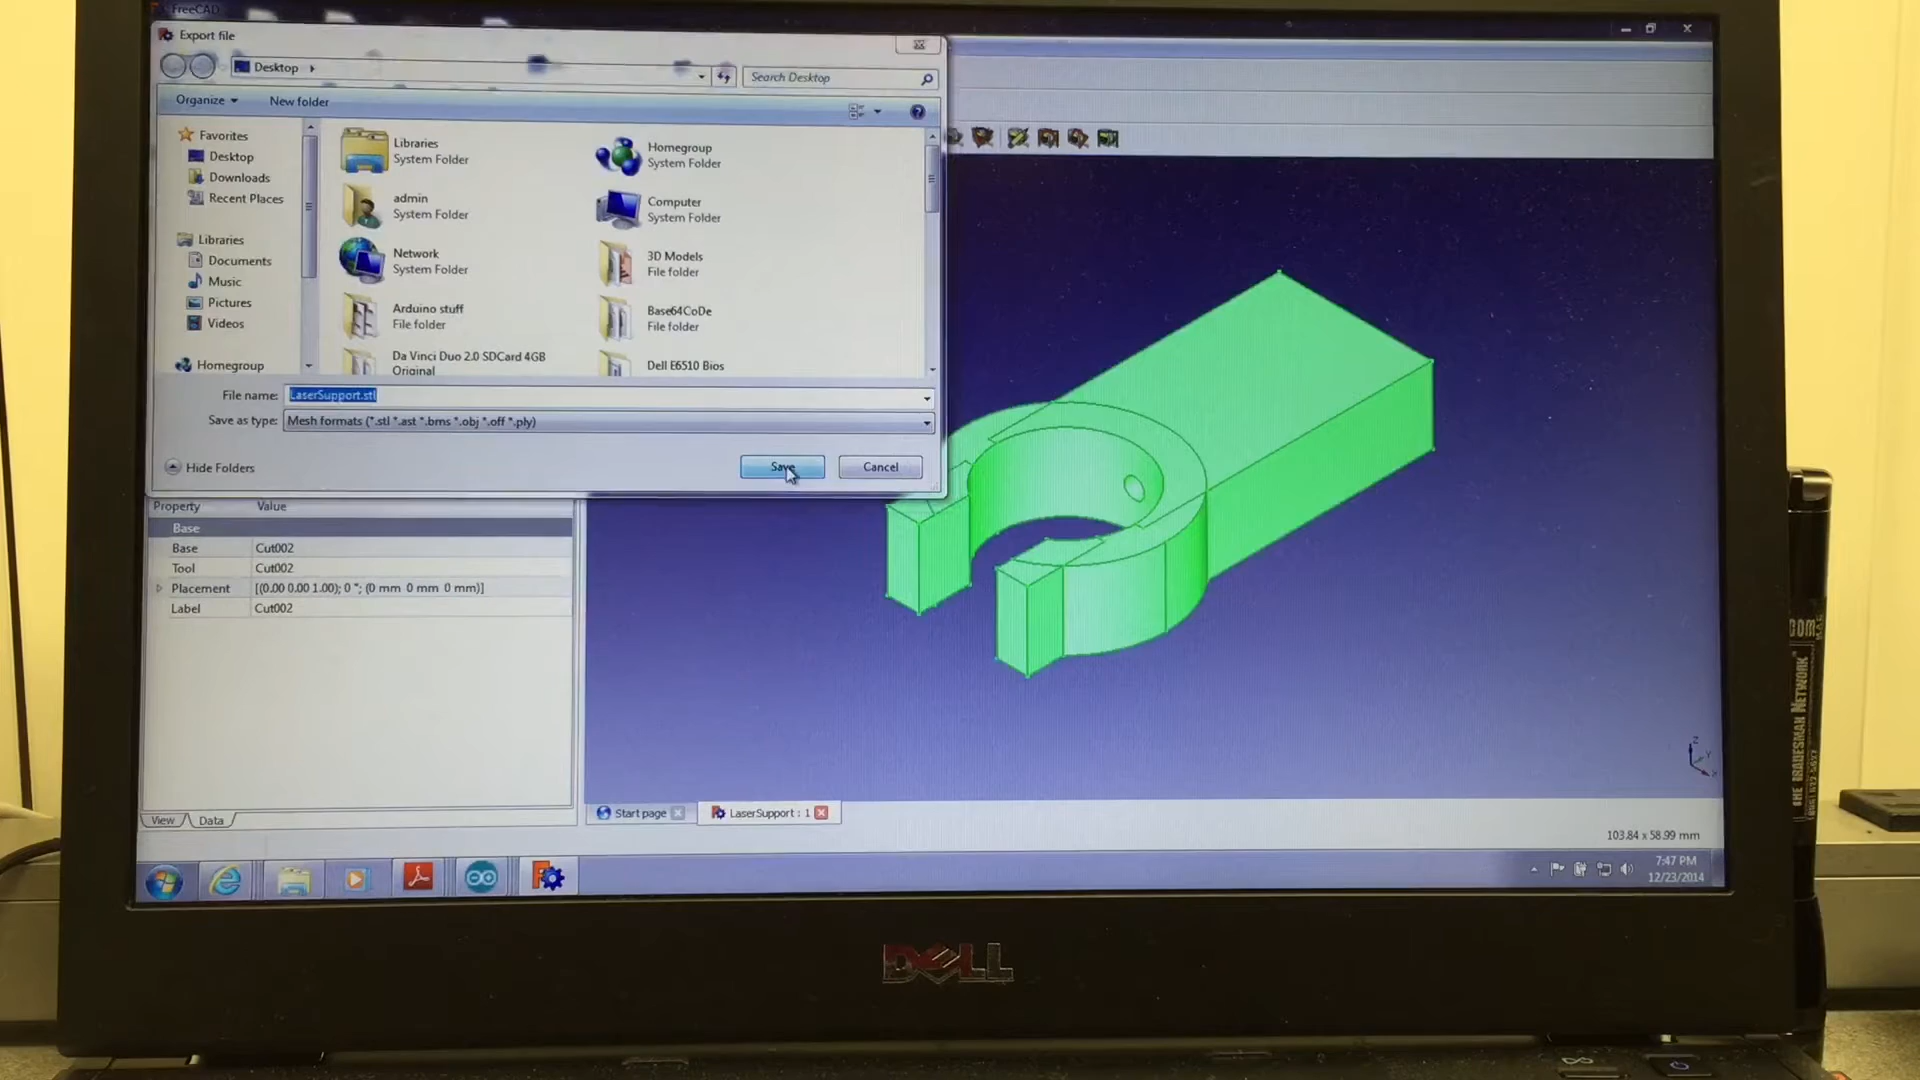 FreeCAD
Export file
Desktop
Search Desktop
Organize
New folder
Favorites
Desktop
Downloads
Recent Places
Libraries
Documents
Music
Pictures
Videos
Homegroup
Libraries
System Folder
Homegroup
System Folder
admin
System Folder
Computer
System Folder
Network
System Folder
3D Models
File folder
Arduino stuff
File folder
Base64CoDe
File folder
Da Vinci Duo 2.0 SDCard 4GB
Original
Dell E6510 Bios
File name: LaserSupport.stl
Save as type: Mesh formats (*.stl *.ast *.bms *.obj *.off *.ply)
Hide Folders
Save
Cancel
Property Value
Base
Base Cut002
Tool Cut002
Placement [(0.00 0.00 1.00); 0 °; (0 mm 0 mm 0 mm)]
Label Cut002
View Data
Start page
LaserSupport : 1
Z
Y
X
103.84 x 58.99 mm
7:47 PM
12/23/2014
DELL
THE TRADESMAN NETWORK